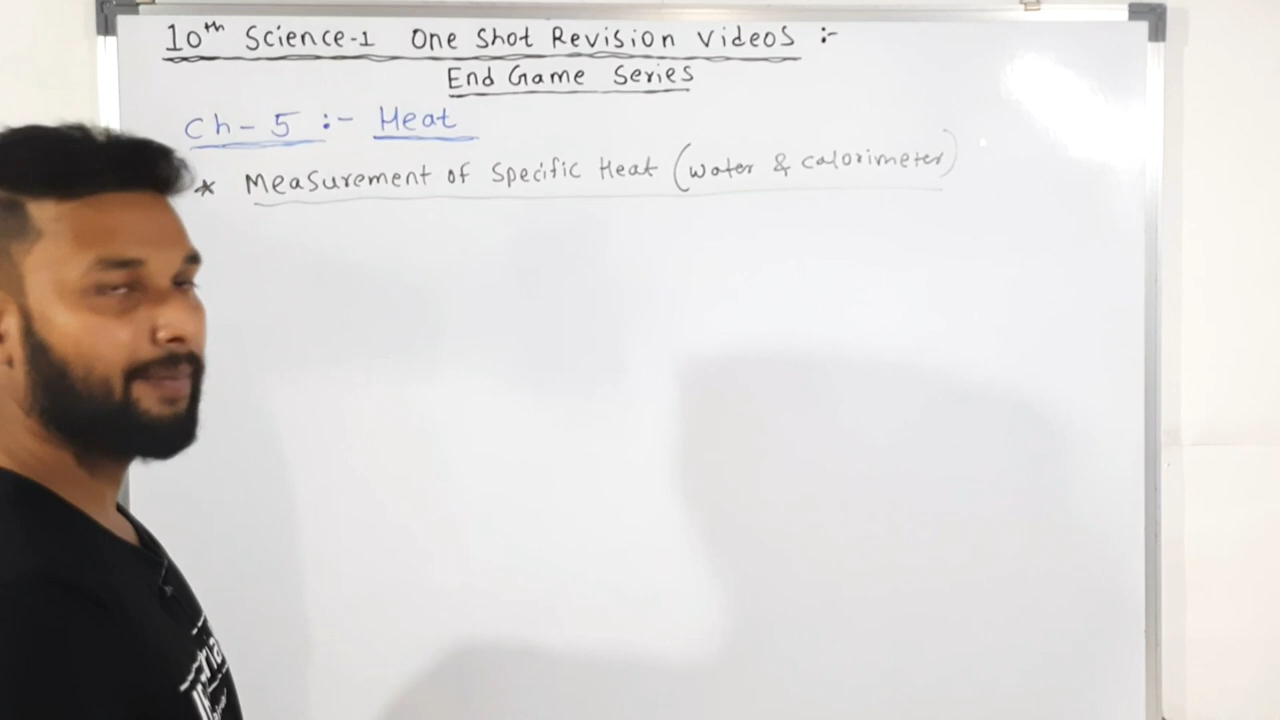 10th Science-1 One Shot Revision Videos :-
End Game Series
Ch-5 :- Heat
* Measurement of Specific Heat (water & calorimeter)